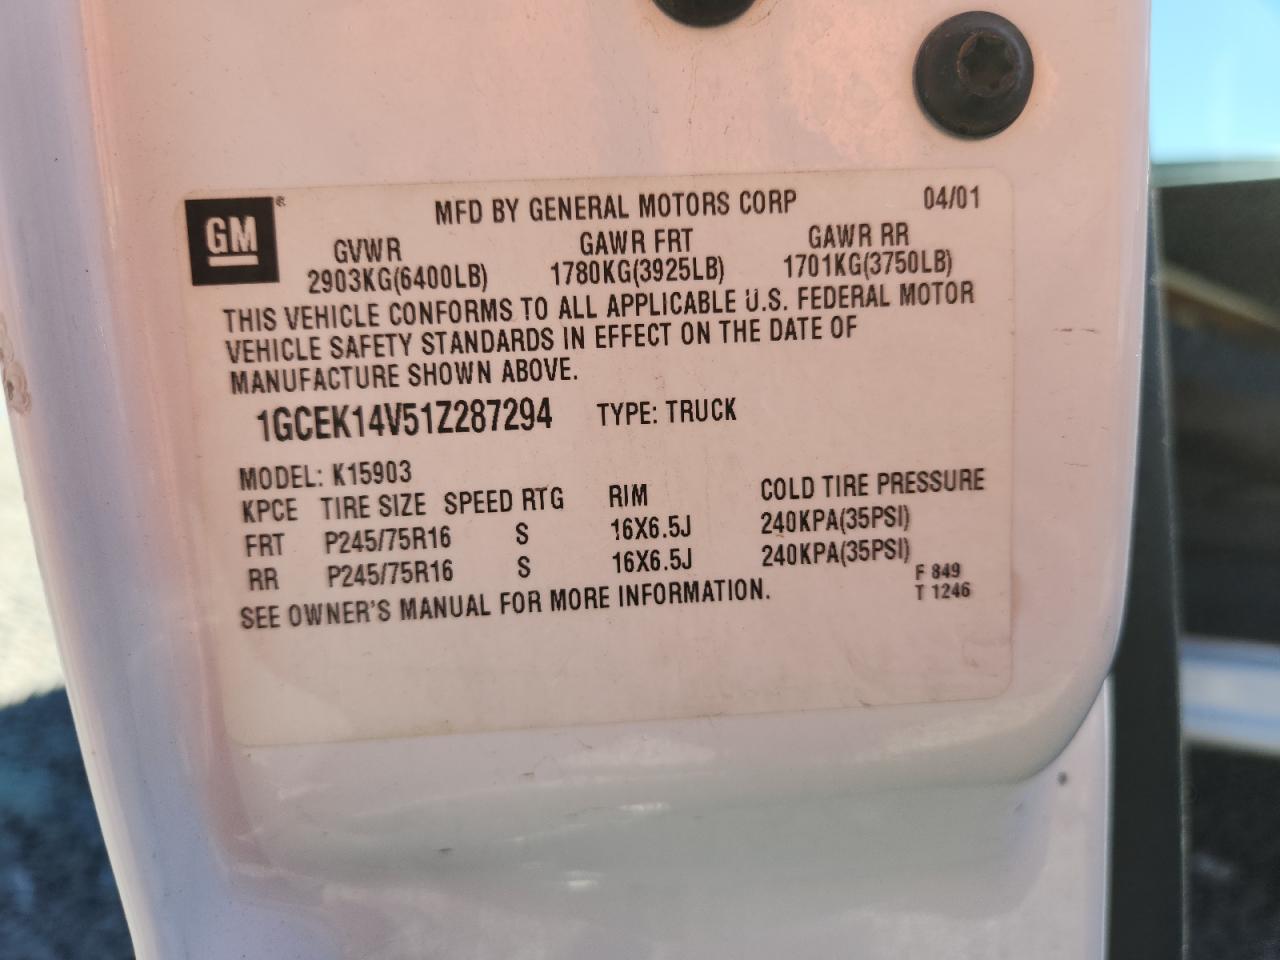 GM ® MFD BY GENERAL MOTORS CORP 04/01
GVWR GAWR FRT GAWR RR
2903KG(6400LB) 1780KG(3925LB) 1701KG(3750LB)
THIS VEHICLE CONFORMS TO ALL APPLICABLE U.S. FEDERAL MOTOR
VEHICLE SAFETY STANDARDS IN EFFECT ON THE DATE OF
MANUFACTURE SHOWN ABOVE.
1GCEK14V51Z287294 TYPE: TRUCK
MODEL: K15903
KPCE TIRE SIZE SPEED RTG RIM COLD TIRE PRESSURE
FRT P245/75R16 S 16X6.5J 240KPA(35PSI)
RR P245/75R16 S 16X6.5J 240KPA(35PSI)
SEE OWNER'S MANUAL FOR MORE INFORMATION.
F 849
T 1246